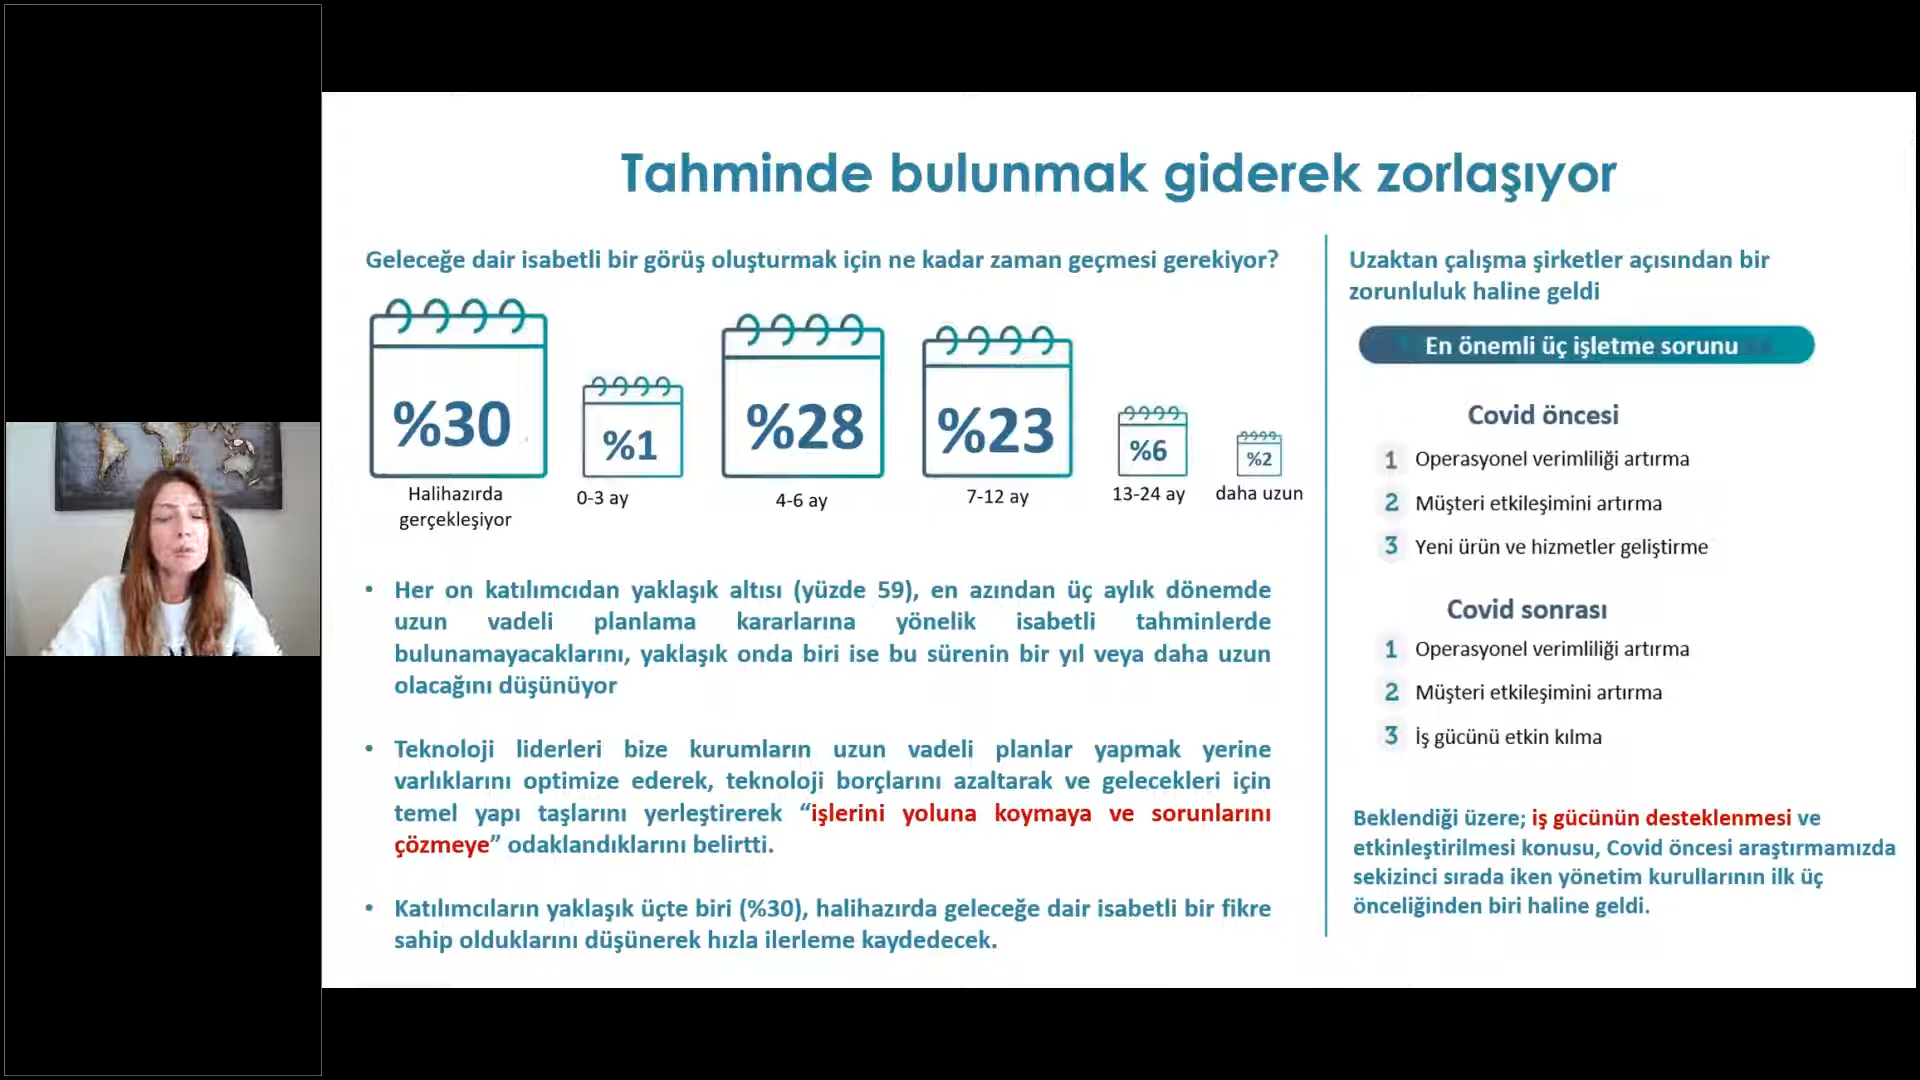 Tahminde bulunmak giderek zorlaşıyor
Geleceğe dair isabetli bir görüş oluşturmak için ne kadar zaman geçmesi gerekiyor?
%30
%1
%28
%23
%6
%2
Halihazırda
gerçekleşiyor
0-3 ay
4-6 ay
7-12 ay
13-24 ay
daha uzun
• Her on katılımcıdan yaklaşık altısı (yüzde 59), en azından üç aylık dönemde
uzun vadeli planlama kararlarına yönelik isabetli tahminlerde
bulunamayacaklarını, yaklaşık onda biri ise bu sürenin bir yıl veya daha uzun
olacağını düşünüyor
• Teknoloji liderleri bize kurumların uzun vadeli planlar yapmak yerine
varlıklarını optimize ederek, teknoloji borçlarını azaltarak ve gelecekleri için
temel yapı taşlarını yerleştirerek “işlerini yoluna koymaya ve sorunlarını
çözmeye” odaklandıklarını belirtti.
• Katılımcıların yaklaşık üçte biri (%30), halihazırda geleceğe dair isabetli bir fikre
sahip olduklarını düşünerek hızla ilerleme kaydedecek.
Uzaktan çalışma şirketler açısından bir
zorunluluk haline geldi
En önemli üç işletme sorunu
Covid öncesi
1 Operasyonel verimliliği artırma
2 Müşteri etkileşimini artırma
3 Yeni ürün ve hizmetler geliştirme
Covid sonrası
1 Operasyonel verimliliği artırma
2 Müşteri etkileşimini artırma
3 İş gücünü etkin kılma
Beklendiği üzere; iş gücünün desteklenmesi ve
etkinleştirilmesi konusu, Covid öncesi araştırmamızda
sekizinci sırada iken yönetim kurullarının ilk üç
önceliğinden biri haline geldi.